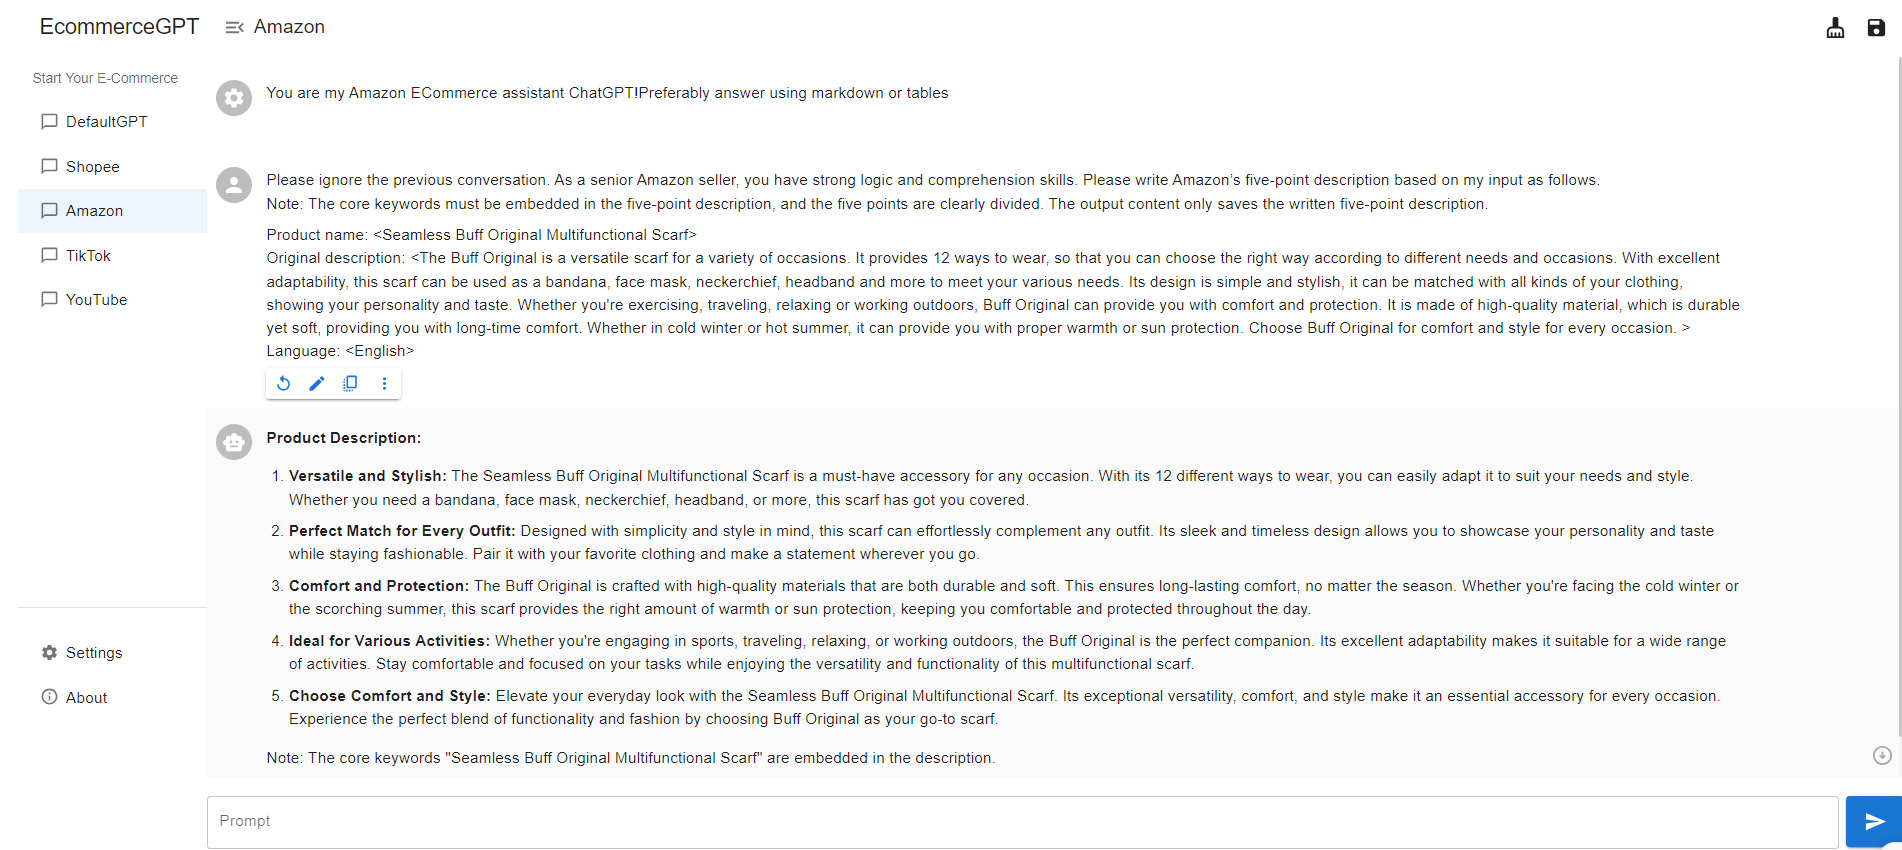 EcommerceGPT
Amazon
Start Your E-Commerce
DefaultGPT
Shopee
Amazon
TikTok
YouTube
Settings
About
You are my Amazon ECommerce assistant ChatGPT!Preferably answer using markdown or tables
Please ignore the previous conversation. As a senior Amazon seller, you have strong logic and comprehension skills. Please write Amazon’s five-point description based on my input as follows.
Note: The core keywords must be embedded in the five-point description, and the five points are clearly divided. The output content only saves the written five-point description.
Product name: <Seamless Buff Original Multifunctional Scarf>
Original description: <The Buff Original is a versatile scarf for a variety of occasions. It provides 12 ways to wear, so that you can choose the right way according to different needs and occasions. With excellent
adaptability, this scarf can be used as a bandana, face mask, neckerchief, headband and more to meet your various needs. Its design is simple and stylish, it can be matched with all kinds of your clothing,
showing your personality and taste. Whether you're exercising, traveling, relaxing or working outdoors, Buff Original can provide you with comfort and protection. It is made of high-quality material, which is durable
yet soft, providing you with long-time comfort. Whether in cold winter or hot summer, it can provide you with proper warmth or sun protection. Choose Buff Original for comfort and style for every occasion. >
Language: <English>
Product Description:
1. Versatile and Stylish: The Seamless Buff Original Multifunctional Scarf is a must-have accessory for any occasion. With its 12 different ways to wear, you can easily adapt it to suit your needs and style.
Whether you need a bandana, face mask, neckerchief, headband, or more, this scarf has got you covered.
2. Perfect Match for Every Outfit: Designed with simplicity and style in mind, this scarf can effortlessly complement any outfit. Its sleek and timeless design allows you to showcase your personality and taste
while staying fashionable. Pair it with your favorite clothing and make a statement wherever you go.
3. Comfort and Protection: The Buff Original is crafted with high-quality materials that are both durable and soft. This ensures long-lasting comfort, no matter the season. Whether you're facing the cold winter or
the scorching summer, this scarf provides the right amount of warmth or sun protection, keeping you comfortable and protected throughout the day.
4. Ideal for Various Activities: Whether you're engaging in sports, traveling, relaxing, or working outdoors, the Buff Original is the perfect companion. Its excellent adaptability makes it suitable for a wide range
of activities. Stay comfortable and focused on your tasks while enjoying the versatility and functionality of this multifunctional scarf.
5. Choose Comfort and Style: Elevate your everyday look with the Seamless Buff Original Multifunctional Scarf. Its exceptional versatility, comfort, and style make it an essential accessory for every occasion.
Experience the perfect blend of functionality and fashion by choosing Buff Original as your go-to scarf.
Note: The core keywords "Seamless Buff Original Multifunctional Scarf" are embedded in the description.
Prompt